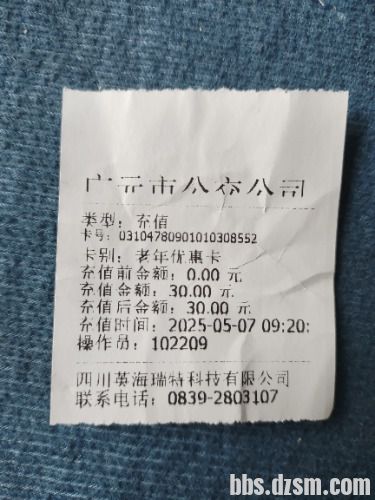 广元市公交公司
类型：充值
卡号：03104780901010308552
卡别：老年优惠卡
充值前金额：0.00 元
充值金额：30.00 元
充值后金额：30.00 元
充值时间：2025-05-07 09:20:
操作员：102209
四川英海瑞特科技有限公司
联系电话：0839-2803107
bbs.dzsm.com